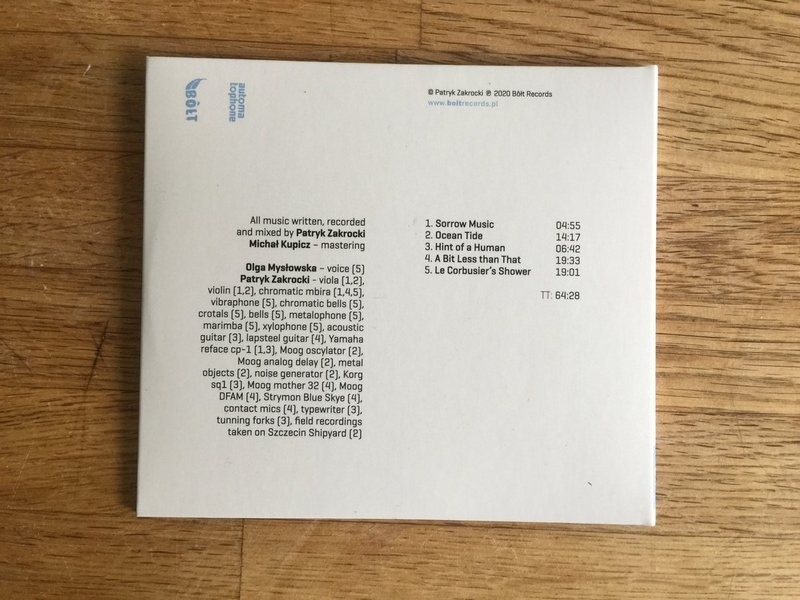 BÔŁT
automa
tophone
© Patryk Zakrocki ℗ 2020 Bôłt Records
www.boltrecords.pl
All music written, recorded
and mixed by Patryk Zakrocki
Michał Kupicz – mastering
Olga Mysłowska – voice (5)
Patryk Zakrocki - viola (1,2),
violin (1,2), chromatic mbira (1,4,5),
vibraphone (5), chromatic bells (5),
crotals (5), bells (5), metalophone (5),
marimba (5), xylophone (5), acoustic
guitar (3), lapsteel guitar (4), Yamaha
reface cp-1 (1,3), Moog oscylator (2),
Moog analog delay (2), metal
objects (2), noise generator (2), Korg
sq1 (3), Moog mother 32 (4), Moog
DFAM (4), Strymon Blue Skye (4),
contact mics (4), typewriter (3),
tunning forks (3), field recordings
taken on Szczecin Shipyard (2)
1. Sorrow Music 04:55
2. Ocean Tide 14:17
3. Hint of a Human 06:42
4. A Bit Less than That 19:33
5. Le Corbusier's Shower 19:01
TT: 64:28